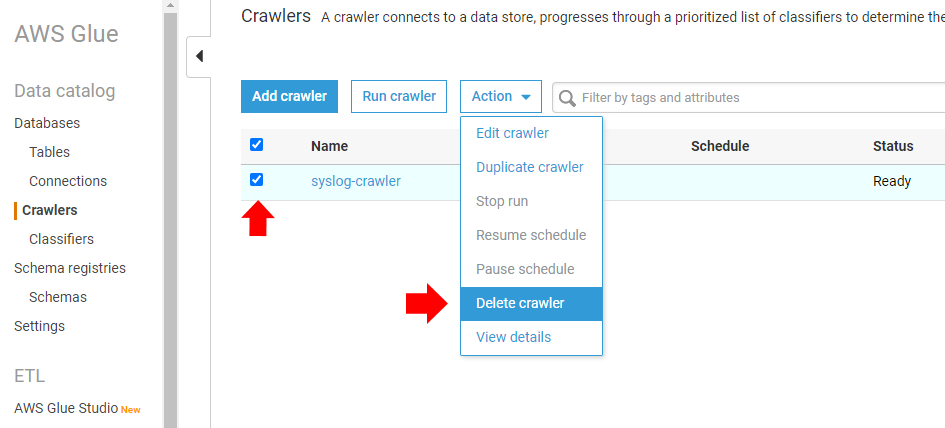 AWS Glue
Data catalog
Databases
Tables
Connections
Crawlers
Classifiers
Schema registries
Schemas
Settings
ETL
AWS Glue Studio New
Crawlers A crawler connects to a data store, progresses through a prioritized list of classifiers to determine the
Add crawler Run crawler Action Filter by tags and attributes
Name Schedule Status
syslog-crawler Ready
Edit crawler
Duplicate crawler
Stop run
Resume schedule
Pause schedule
Delete crawler
View details